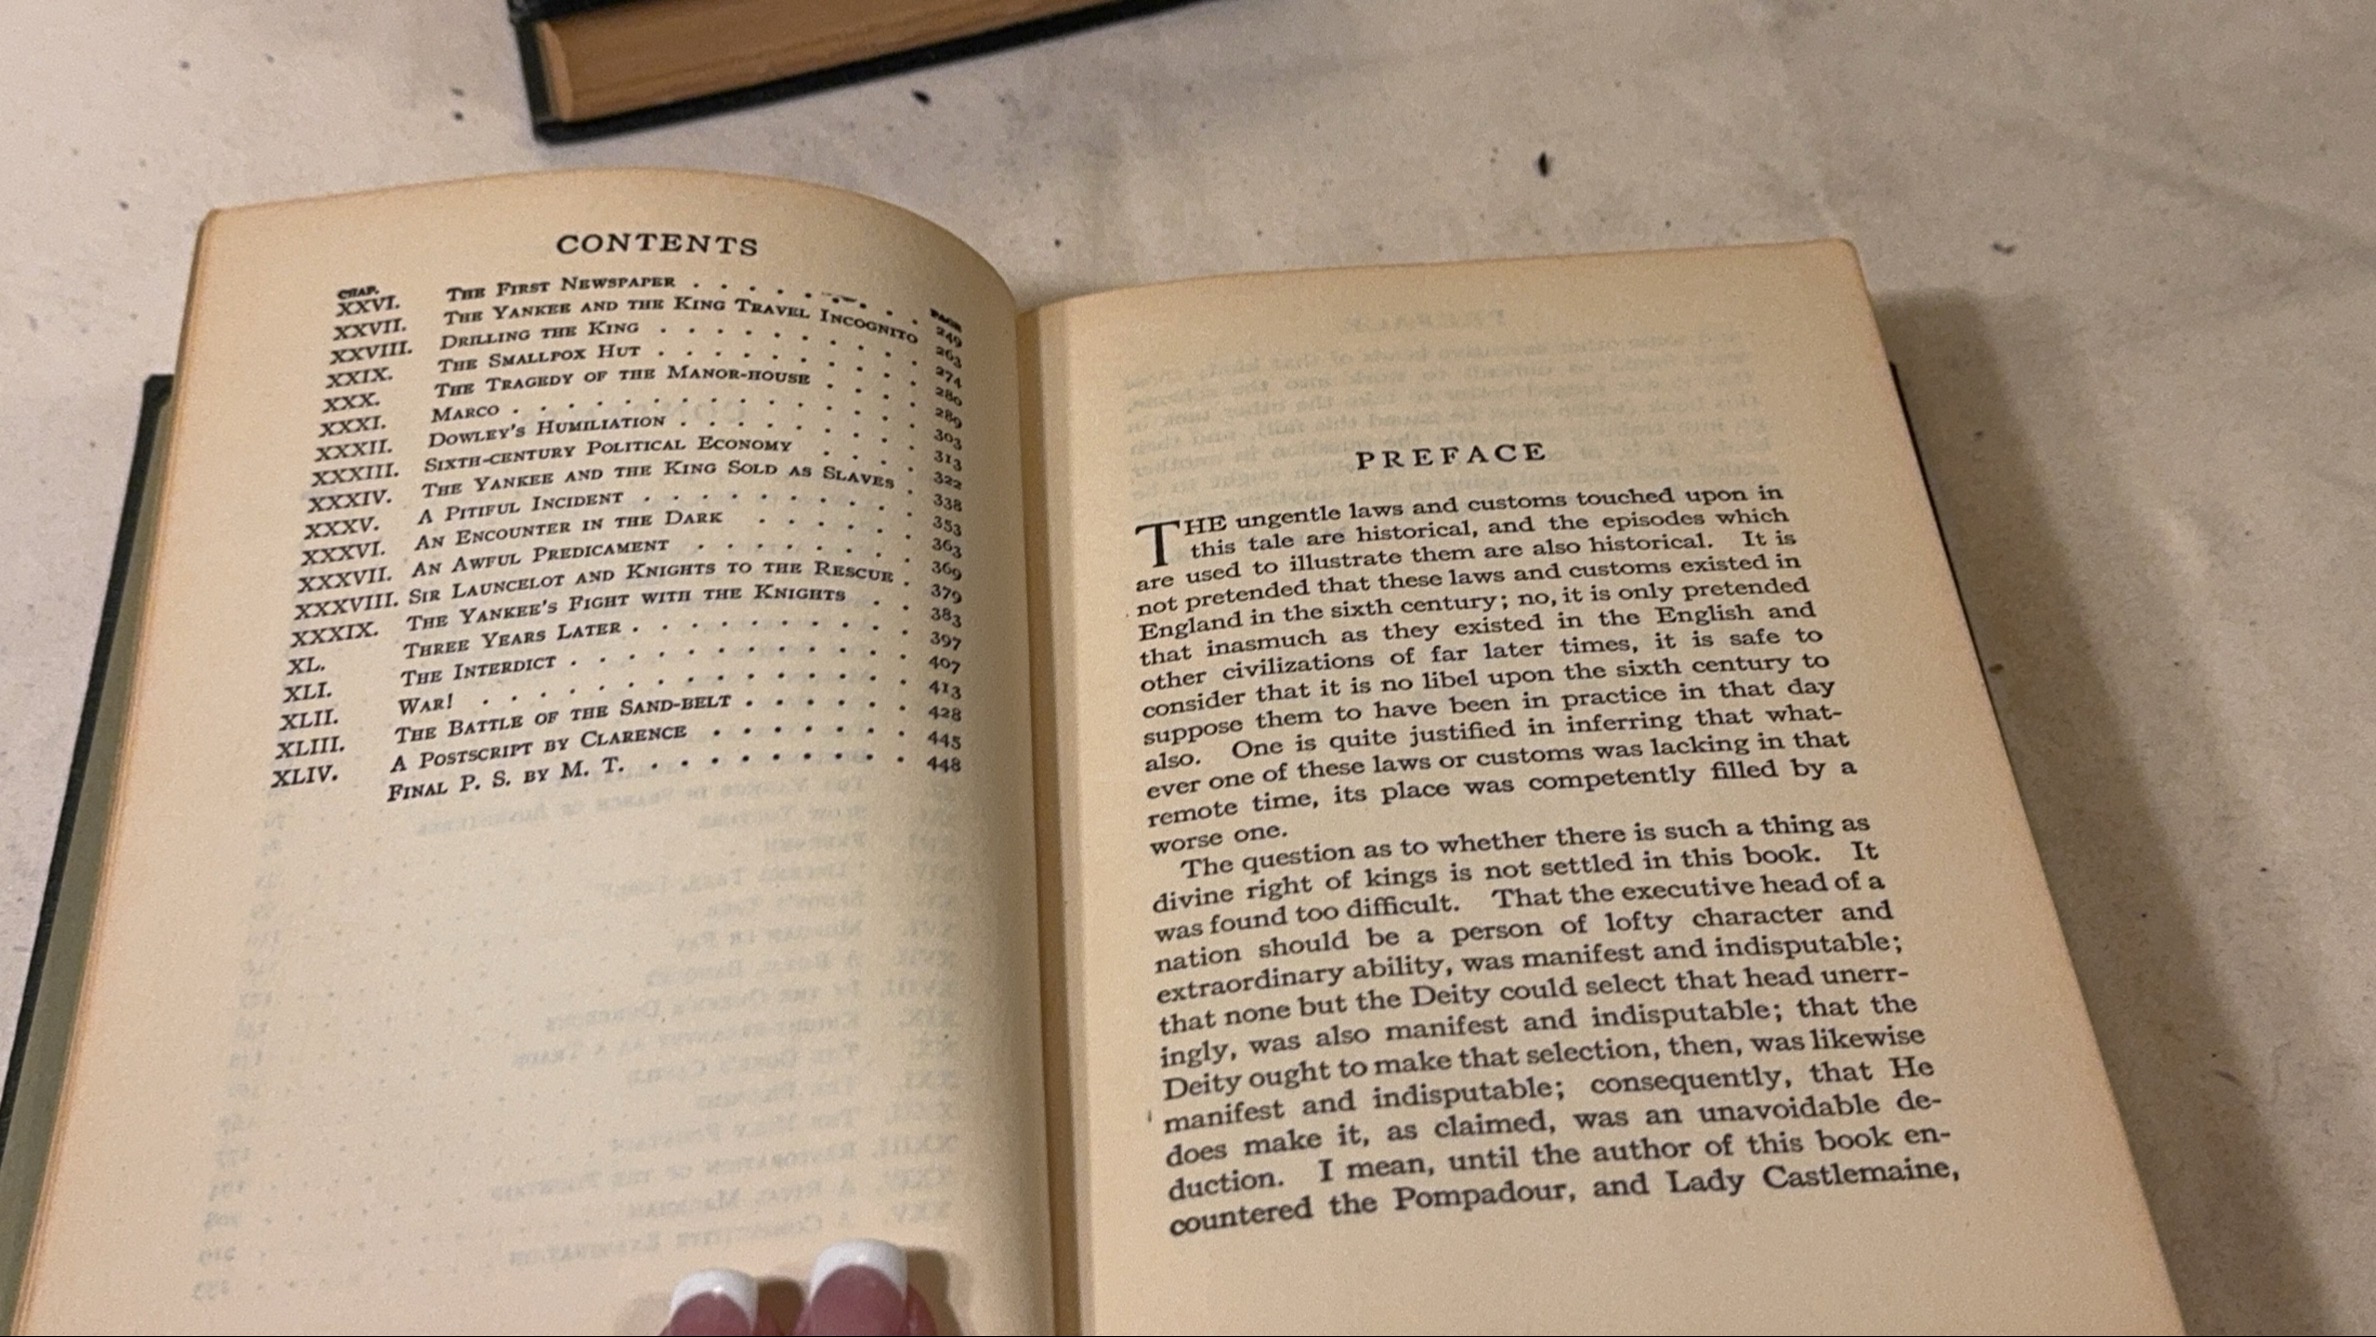 CONTENTS
CHAP. PAGE
XXVI. THE FIRST NEWSPAPER . . . . . . . . . 249
XXVII. THE YANKEE AND THE KING TRAVEL INCOGNITO 263
XXVIII. DRILLING THE KING . . . . . . . . . 274
XXIX. THE SMALLPOX HUT . . . . . . . . . 280
XXX. THE TRAGEDY OF THE MANOR-HOUSE . . . . 289
XXXI. MARCO . . . . . . . . . . . . . 303
XXXII. DOWLEY'S HUMILIATION . . . . . . . . 313
XXXIII. SIXTH-CENTURY POLITICAL ECONOMY . . . . 322
XXXIV. THE YANKEE AND THE KING SOLD AS SLAVES . 338
XXXV. A PITIFUL INCIDENT . . . . . . . . . 353
XXXVI. AN ENCOUNTER IN THE DARK . . . . . 363
XXXVII. AN AWFUL PREDICAMENT . . . . . . . 369
XXXVIII. SIR LAUNCELOT AND KNIGHTS TO THE RESCUE . 379
XXXIX. THE YANKEE'S FIGHT WITH THE KNIGHTS . . 383
XL. THREE YEARS LATER . . . . . . . . . . 397
XLI. THE INTERDICT . . . . . . . . . . . . 407
XLII. WAR! . . . . . . . . . . . . . . . 413
XLIII. THE BATTLE OF THE SAND-BELT . . . . . . 428
XLIV. A POSTSCRIPT BY CLARENCE . . . . . . . 445
FINAL P. S. BY M. T. . . . . . . . . . 448
PREFACE
THE ungentle laws and customs touched upon in
this tale are historical, and the episodes which
are used to illustrate them are also historical. It is
not pretended that these laws and customs existed in
England in the sixth century; no, it is only pretended
that inasmuch as they existed in the English and
other civilizations of far later times, it is safe to
consider that it is no libel upon the sixth century to
suppose them to have been in practice in that day
also. One is quite justified in inferring that what-
ever one of these laws or customs was lacking in that
remote time, its place was competently filled by a
worse one.
The question as to whether there is such a thing as
divine right of kings is not settled in this book. It
was found too difficult. That the executive head of a
nation should be a person of lofty character and
extraordinary ability, was manifest and indisputable;
that none but the Deity could select that head unerr-
ingly, was also manifest and indisputable; that the
Deity ought to make that selection, then, was likewise
manifest and indisputable; consequently, that He
does make it, as claimed, was an unavoidable de-
duction. I mean, until the author of this book en-
countered the Pompadour, and Lady Castlemaine,